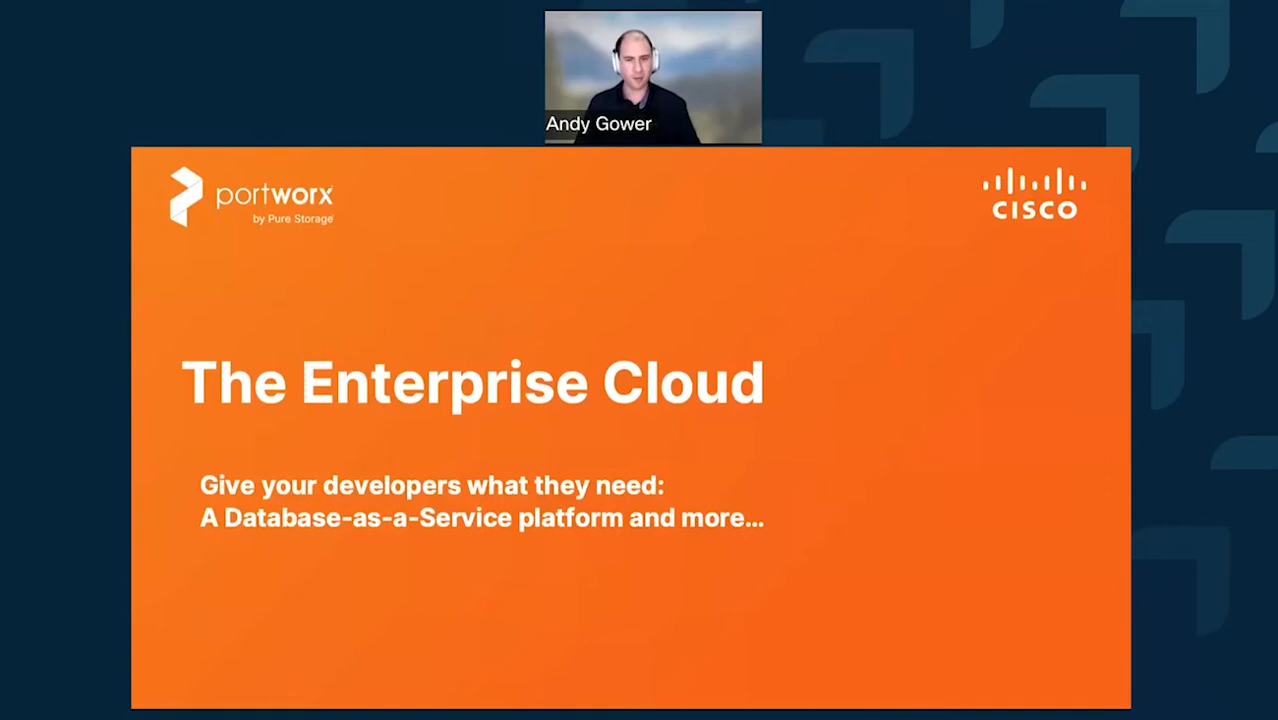 Andy Gower
portworx
by Pure Storage
CISCO
The Enterprise Cloud
Give your developers what they need:
A Database-as-a-Service platform and more...